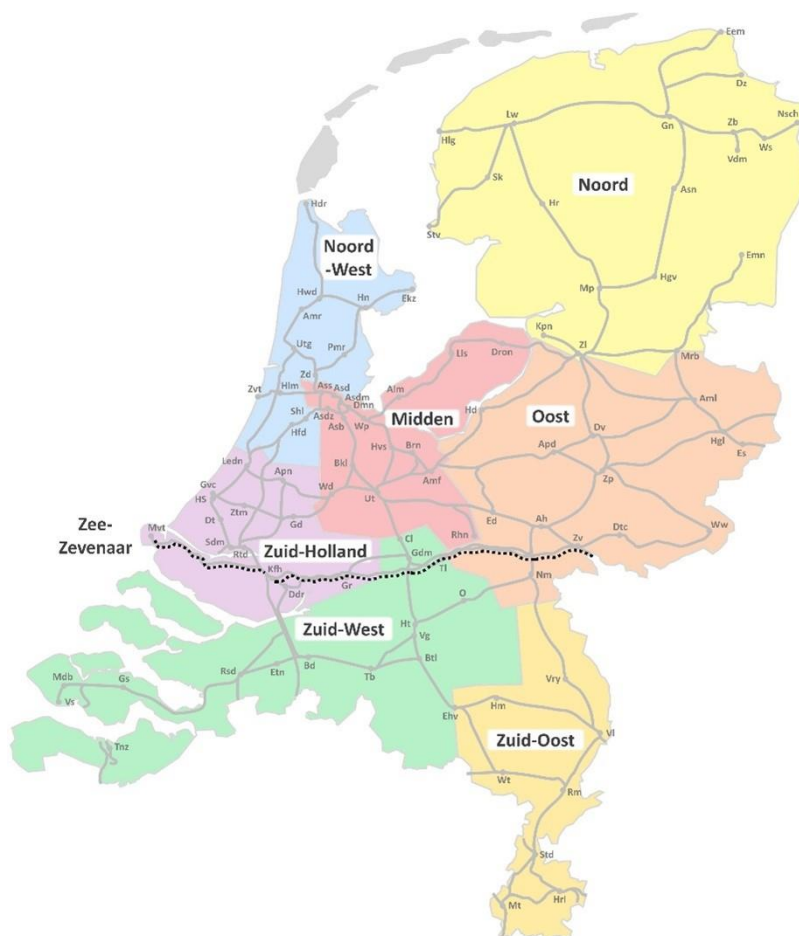 Eem
Dz
Nsch
Lw
Gn
Zb
Ws
Hlg
Vdm
Sk
Noord
Asn
Hr
Hdr
Stv
Noord
-West
Emn
Hgv
Mp
Hwd
Hn
Ekz
Amr
Kpn
Utg
Pmr
Lls
Dron
Zl
Mrb
Zd
Zvt
Hlm
Ass
Asd
Asdm
Dmn
Alm
Aml
Shl
Asdz
Asb
Wp
Midden
Hd
Oost
Hfd
Dv
Hgl
Es
Ledn
Hvs
Brn
Apd
Bkl
Amf
Zp
Gvc
HS
Apn
Wd
Ut
Ztm
Dt
Gd
Ed
Zee-
Zevenaar
Mvt
Ah
Dtc
Ww
Sdm
Rtd
Zuid-Holland
Cl
Rhn
Zv
Gdm
Kfh
Tl
Nm
Ddr
Gr
O
Zuid-West
Ht
Vg
Btl
Bd
Tb
Rsd
Etn
Mdb
Gs
Vs
Vry
Hm
Ehv
Tnz
Zuid-Oost
Vl
Wt
Rm
Std
Mt
Hrl